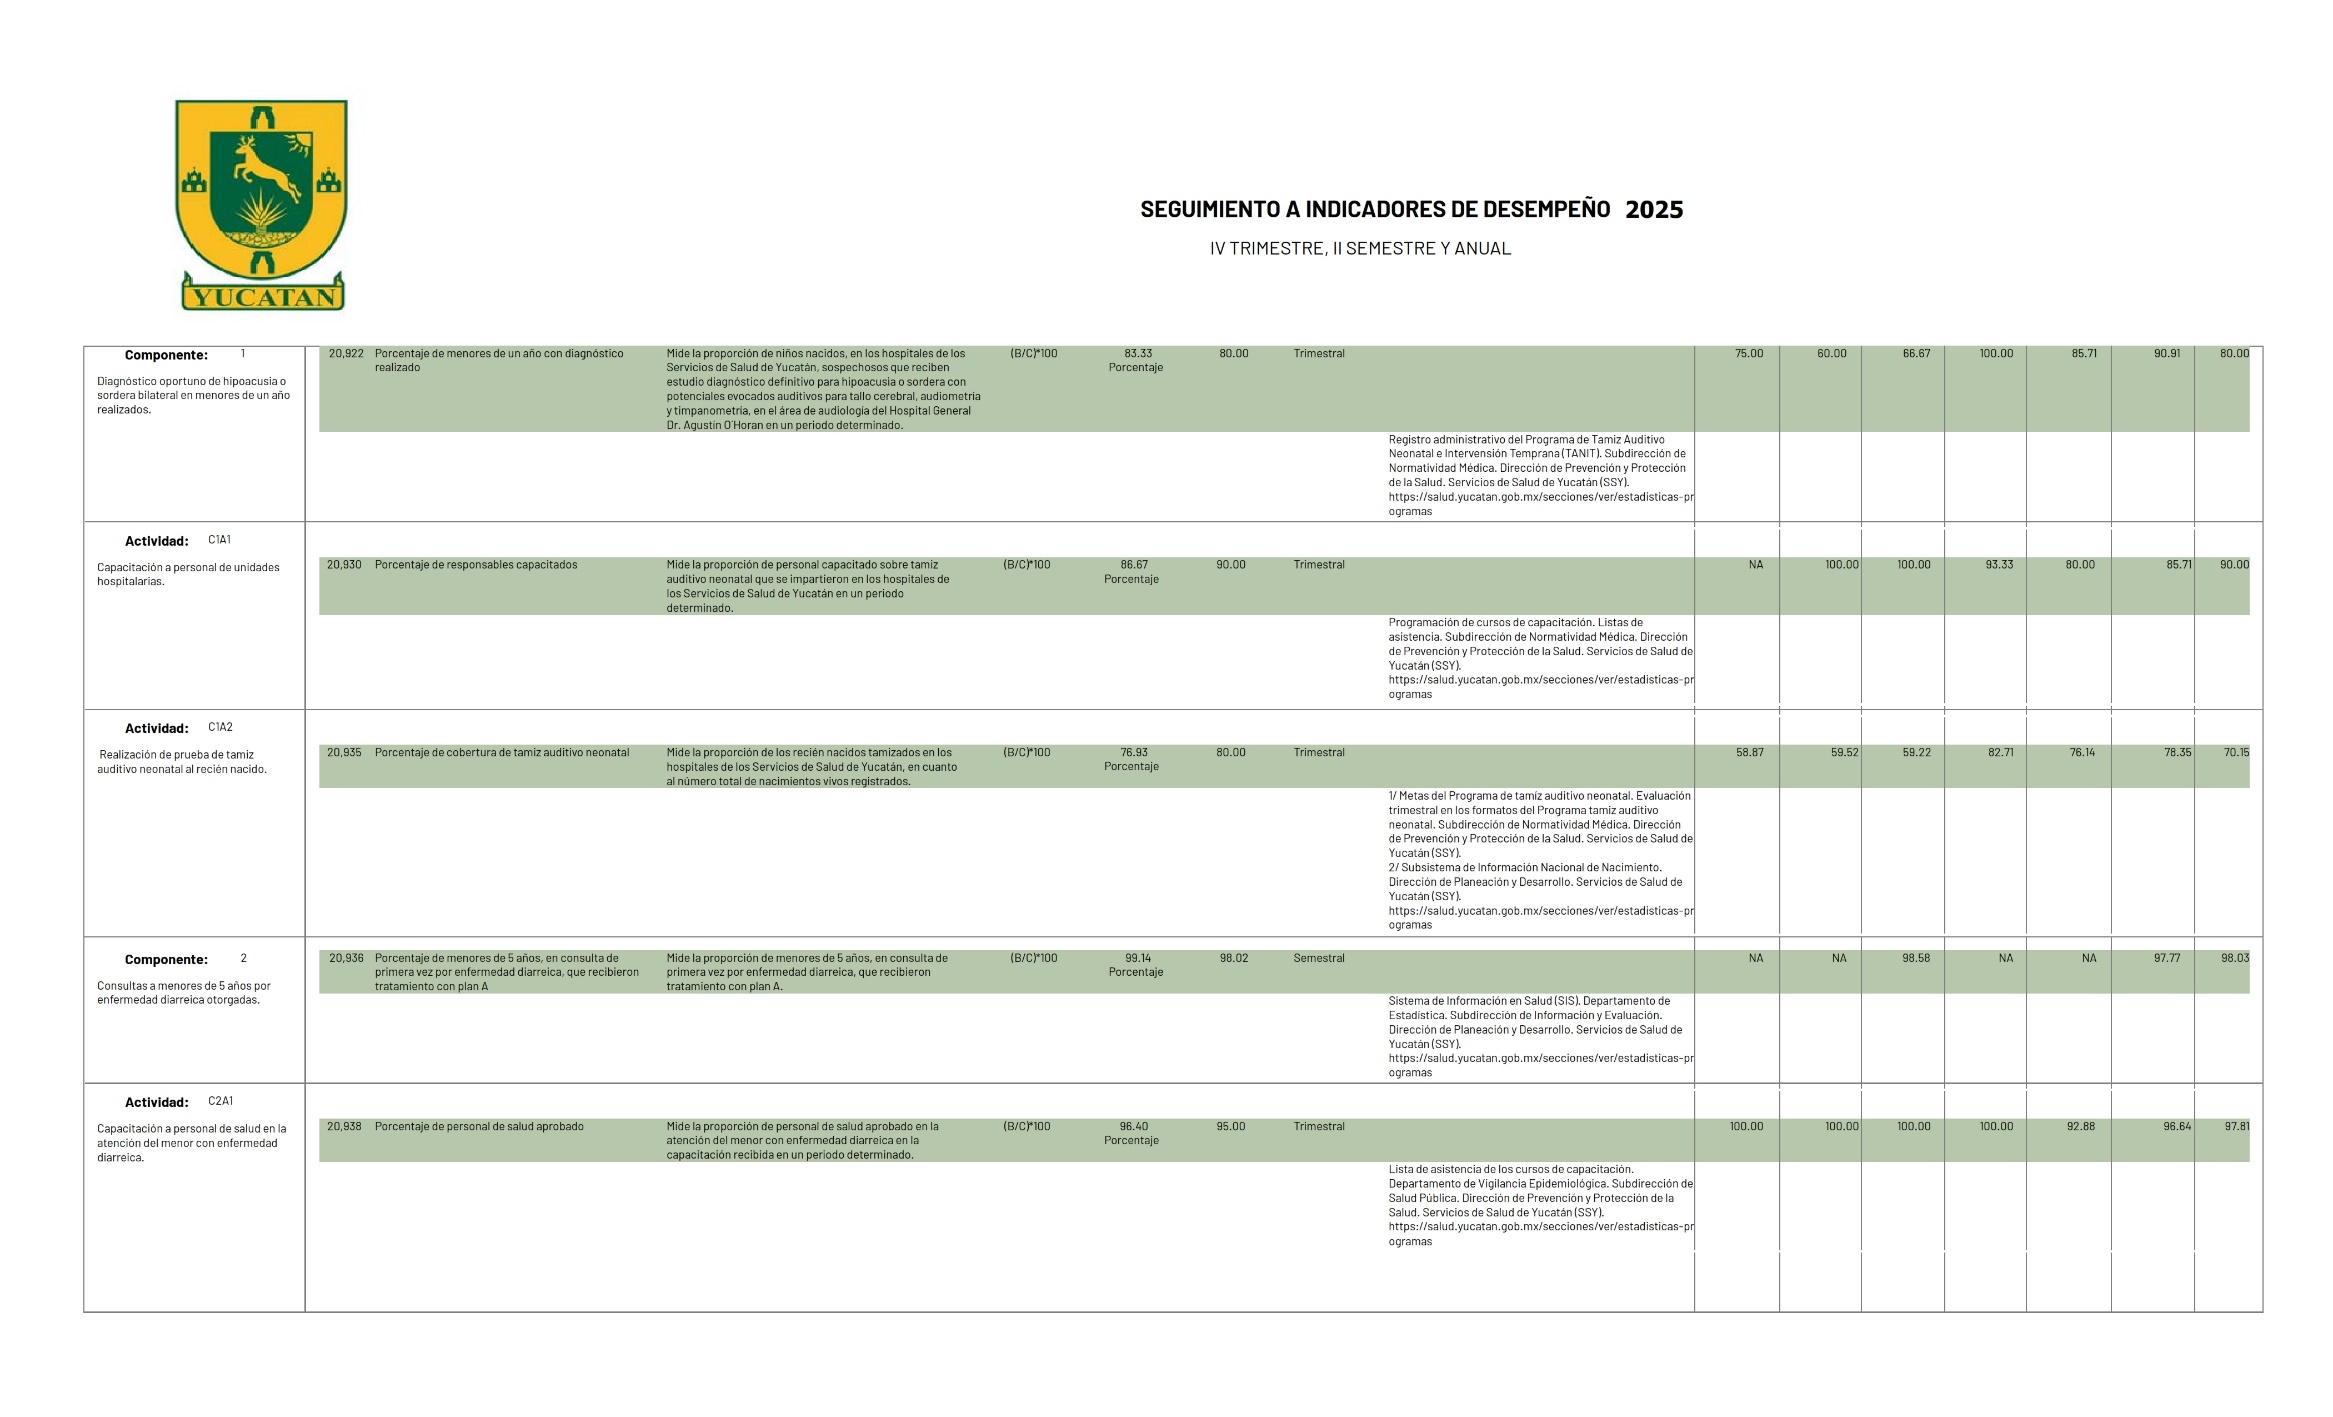 YUCATAN
SEGUIMIENTO A INDICADORES DE DESEMPEÑO 2025
IV TRIMESTRE, II SEMESTRE Y ANUAL
Componente: 1
Diagnóstico oportuno de hipoacusia o
sordera bilateral en menores de un año
realizados.
20,922 Porcentaje de menores de un año con diagnóstico
realizado
Mide la proporción de niños nacidos, en los hospitales de los
Servicios de Salud de Yucatán, sospechosos que reciben
estudio diagnóstico definitivo para hipoacusia o sordera con
potenciales evocados auditivos para tallo cerebral, audiometría
y timpanometría, en el área de audiología del Hospital General
Dr. Agustín O´Horan en un periodo determinado.
(B/C)*100
83.33
Porcentaje
80.00
Trimestral
75.00 60.00 66.67 100.00 85.71 90.91 80.00
Registro administrativo del Programa de Tamiz Auditivo
Neonatal e Intervensión Temprana (TANIT). Subdirección de
Normatividad Médica. Dirección de Prevención y Protección
de la Salud. Servicios de Salud de Yucatán (SSY).
https://salud.yucatan.gob.mx/secciones/ver/estadisticas-pr
ogramas
Actividad: C1A1
Capacitación a personal de unidades
hospitalarias.
20,930 Porcentaje de responsables capacitados
Mide la proporción de personal capacitado sobre tamiz
auditivo neonatal que se impartieron en los hospitales de
los Servicios de Salud de Yucatán en un periodo
determinado.
(B/C)*100
86.67
Porcentaje
90.00
Trimestral
NA 100.00 100.00 93.33 80.00 85.71 90.00
Programación de cursos de capacitación. Listas de
asistencia. Subdirección de Normatividad Médica. Dirección
de Prevención y Protección de la Salud. Servicios de Salud de
Yucatán (SSY).
https://salud.yucatan.gob.mx/secciones/ver/estadisticas-pr
ogramas
Actividad: C1A2
Realización de prueba de tamiz
auditivo neonatal al recién nacido.
20,935 Porcentaje de cobertura de tamiz auditivo neonatal
Mide la proporción de los recién nacidos tamizados en los
hospitales de los Servicios de Salud de Yucatán, en cuanto
al número total de nacimientos vivos registrados.
(B/C)*100
76.93
Porcentaje
80.00
Trimestral
58.87 59.52 59.22 82.71 76.14 78.35 70.15
1/ Metas del Programa de tamíz auditivo neonatal. Evaluación
trimestral en los formatos del Programa tamiz auditivo
neonatal. Subdirección de Normatividad Médica. Dirección
de Prevención y Protección de la Salud. Servicios de Salud de
Yucatán (SSY).
2/ Subsistema de Información Nacional de Nacimiento.
Dirección de Planeación y Desarrollo. Servicios de Salud de
Yucatán (SSY).
https://salud.yucatan.gob.mx/secciones/ver/estadisticas-pr
ogramas
Componente: 2
Consultas a menores de 5 años por
enfermedad diarreica otorgadas.
20,936 Porcentaje de menores de 5 años, en consulta de
primera vez por enfermedad diarreica, que recibieron
tratamiento con plan A
Mide la proporción de menores de 5 años, en consulta de
primera vez por enfermedad diarreica, que recibieron
tratamiento con plan A.
(B/C)*100
99.14
Porcentaje
98.02
Semestral
NA NA 98.58 NA NA 97.77 98.03
Sistema de Información en Salud (SIS). Departamento de
Estadística. Subdirección de Información y Evaluación.
Dirección de Planeación y Desarrollo. Servicios de Salud de
Yucatán (SSY).
https://salud.yucatan.gob.mx/secciones/ver/estadisticas-pr
ogramas
Actividad: C2A1
Capacitación a personal de salud en la
atención del menor con enfermedad
diarreica.
20,938 Porcentaje de personal de salud aprobado
Mide la proporción de personal de salud aprobado en la
atención del menor con enfermedad diarreica en la
capacitación recibida en un periodo determinado.
(B/C)*100
96.40
Porcentaje
95.00
Trimestral
100.00 100.00 100.00 100.00 92.88 96.64 97.81
Lista de asistencia de los cursos de capacitación.
Departamento de Vigilancia Epidemiológica. Subdirección de
Salud Pública. Dirección de Prevención y Protección de la
Salud. Servicios de Salud de Yucatán (SSY).
https://salud.yucatan.gob.mx/secciones/ver/estadisticas-pr
ogramas